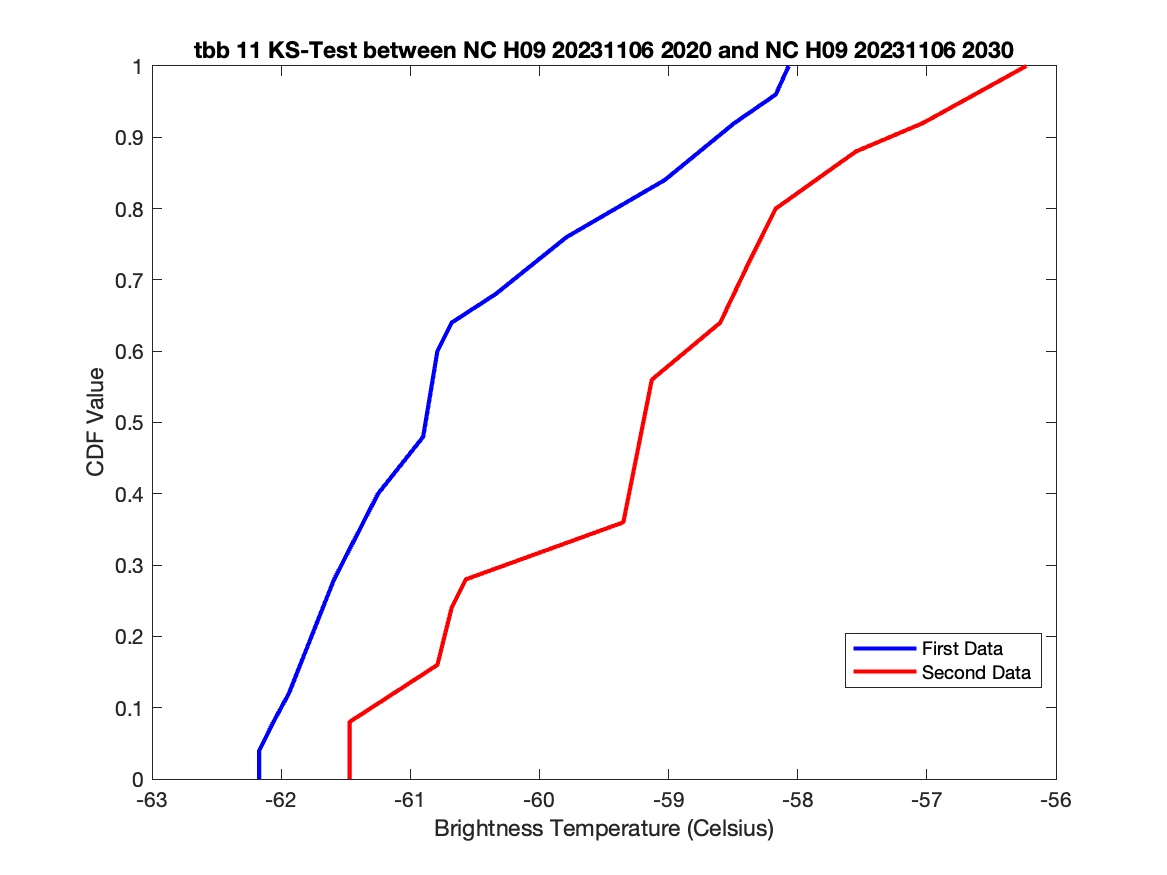 tbb 11 KS-Test between NC H09 20231106 2020 and NC H09 20231106 2030
1
0.9
0.8
0.7
0.6
0.5
0.4
0.3
0.2
0.1
0
CDF Value
First Data
Second Data
-63 -62 -61 -60 -59 -58 -57 -56
Brightness Temperature (Celsius)